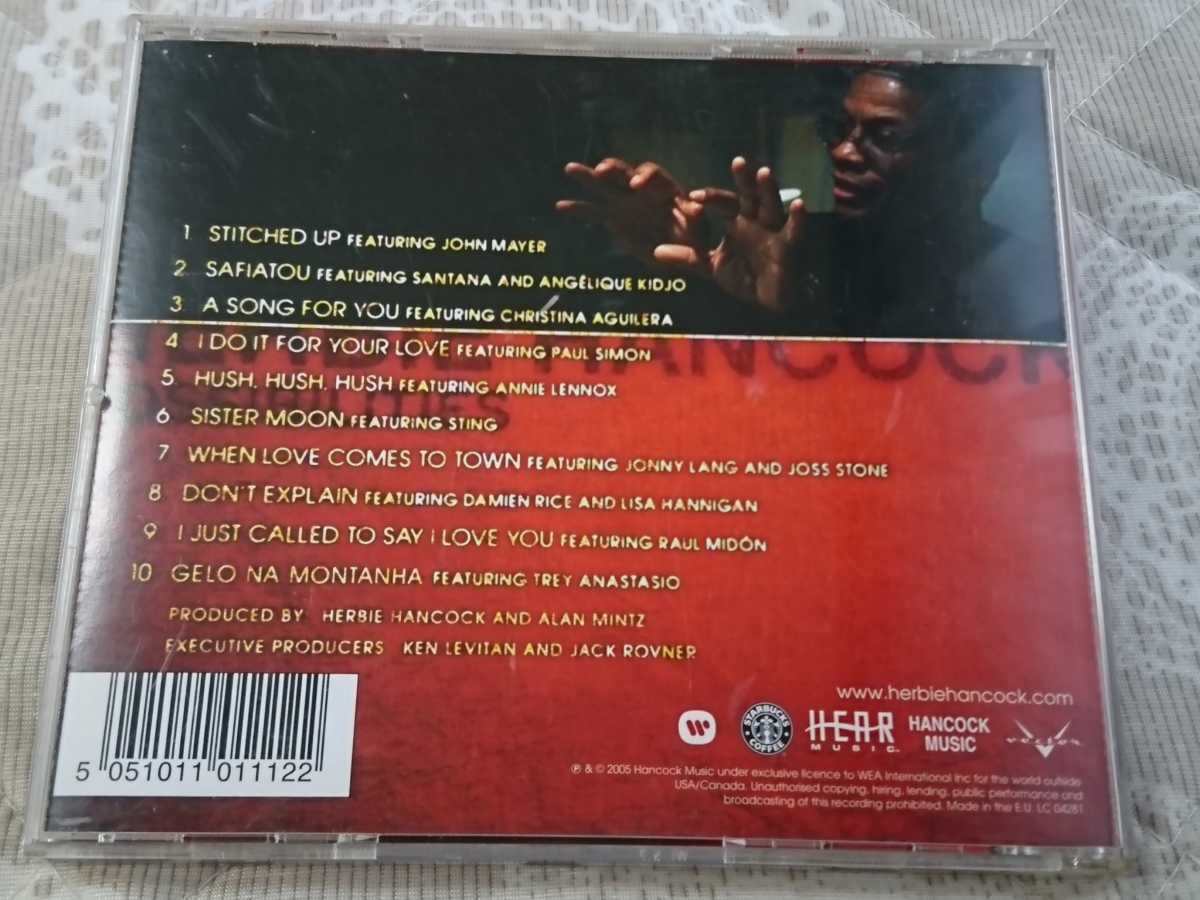 1 STITCHED UP FEATURING JOHN MAYER
2 SAFIATOU FEATURING SANTANA AND ANGÉLIQUE KIDJO
3 A SONG FOR YOU FEATURING CHRISTINA AGUILERA
4 I DO IT FOR YOUR LOVE FEATURING PAUL SIMON
HANCOCK
5 HUSH, HUSH, HUSH FEATURING ANNIE LENNOX
6 SISTER MOON FEATURING STING
7 WHEN LOVE COMES TO TOWN FEATURING JONNY LANG AND JOSS STONE
8 DON'T EXPLAIN FEATURING DAMIEN RICE AND LISA HANNIGAN
9 I JUST CALLED TO SAY I LOVE YOU FEATURING RAUL MIDÓN
10 GELO NA MONTANHA FEATURING TREY ANASTASIO
PRODUCED BY HERBIE HANCOCK AND ALAN MINTZ
EXECUTIVE PRODUCERS KEN LEVITAN AND JACK ROVNER
www.herbiehancock.com
STARBUCKS COFFEE
HEAR MUSIC
HANCOCK MUSIC
vector
5 051011 011122
℗ & © 2005 Hancock Music under exclusive licence to WEA International Inc for the world outside
USA/Canada. Unauthorised copying, hiring, lending, public performance and
broadcasting of this recording prohibited. Made in the E.U. LC 04281